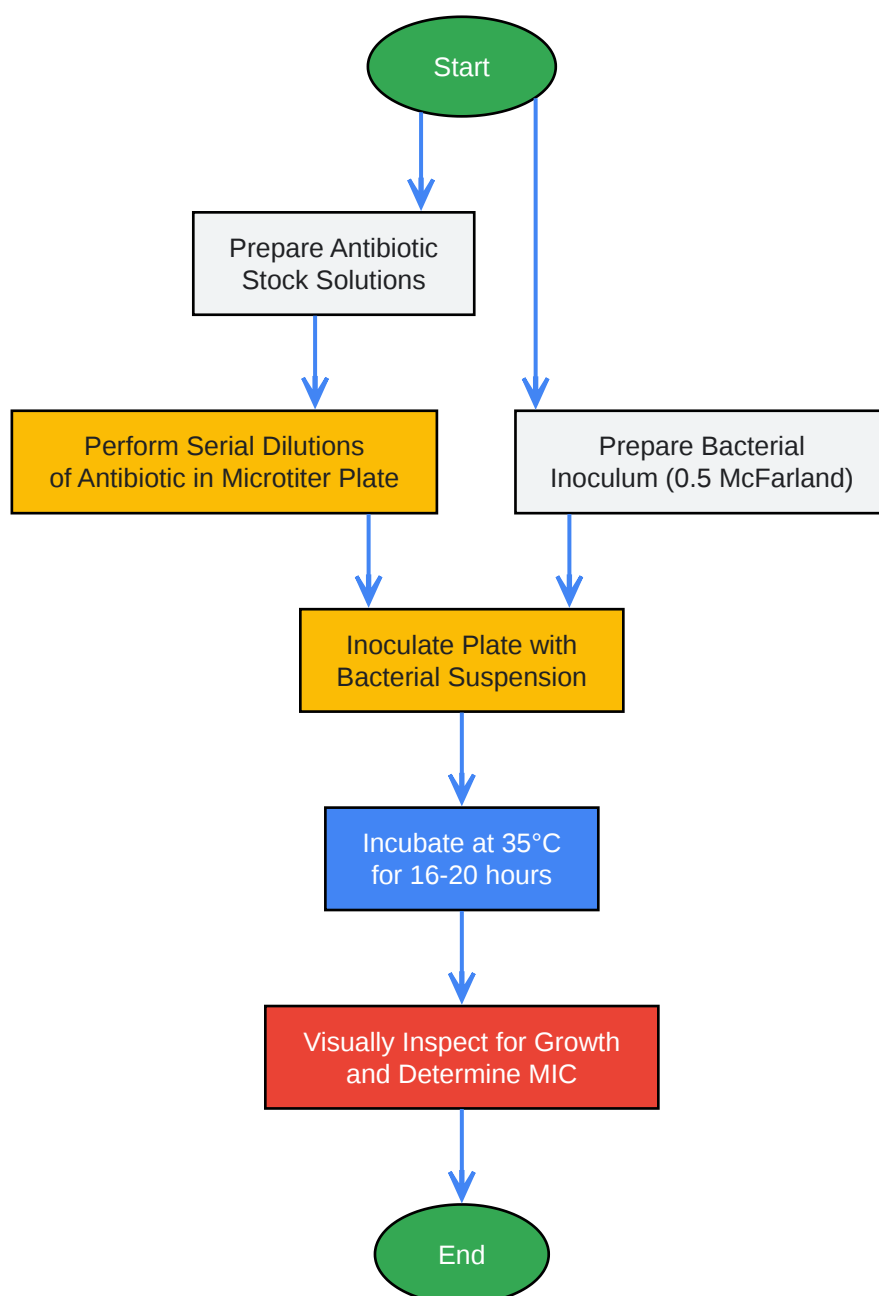 Start
Prepare Antibiotic
Stock Solutions
Perform Serial Dilutions
of Antibiotic in Microtiter Plate
Prepare Bacterial
Inoculum (0.5 McFarland)
Inoculate Plate with
Bacterial Suspension
Incubate at 35°C
for 16-20 hours
Visually Inspect for Growth
and Determine MIC
End